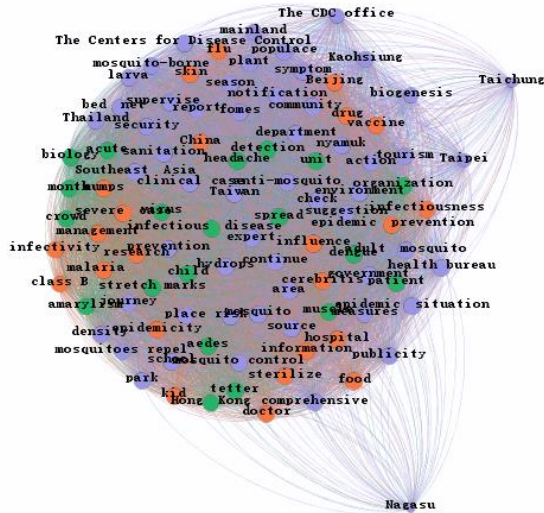 The CDC office
mainland
The Centers for Disease Control
flu
populace
Kaohsiung
mosquito-borne
plant
symptom
Taichung
larva
skin
season
Beijing
notification
biogenesis
bed net
supervise
report
fomes
community
drug
vaccine
Thailand
security
department
nyamuk
acute
sanitation
China
detection
tourism
Taipei
biology
headache
unit
action
Southeast Asia
month
mumps
clinical case
anti-mosquito
environment
organization
Taiwan
check
crowd
severe case
virus
spread
suggestion
infectiousness
management
infectious disease
epidemic prevention
infectivity
research
prevention
expert
influence
adult
mosquito
malaria
hydrops
continue
dengue
health bureau
class B
child
cerebritis
government
patient
stretch marks
area
amarylism
journey
place
risk
mosquito
museum
measures
epidemic situation
density
epidemicity
source
hospital
mosquitoes repel
aedes
information
publicity
school
mosquito control
park
sterilize
food
kid
tetter
Hong Kong
comprehensive
doctor
Nagasu